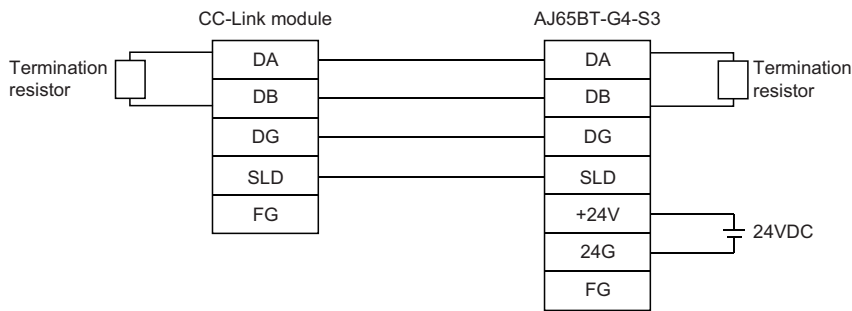 CC-Link module
AJ65BT-G4-S3
Termination
resistor
DA
DB
DG
SLD
FG
DA
DB
DG
SLD
+24V
24G
FG
Termination
resistor
24VDC